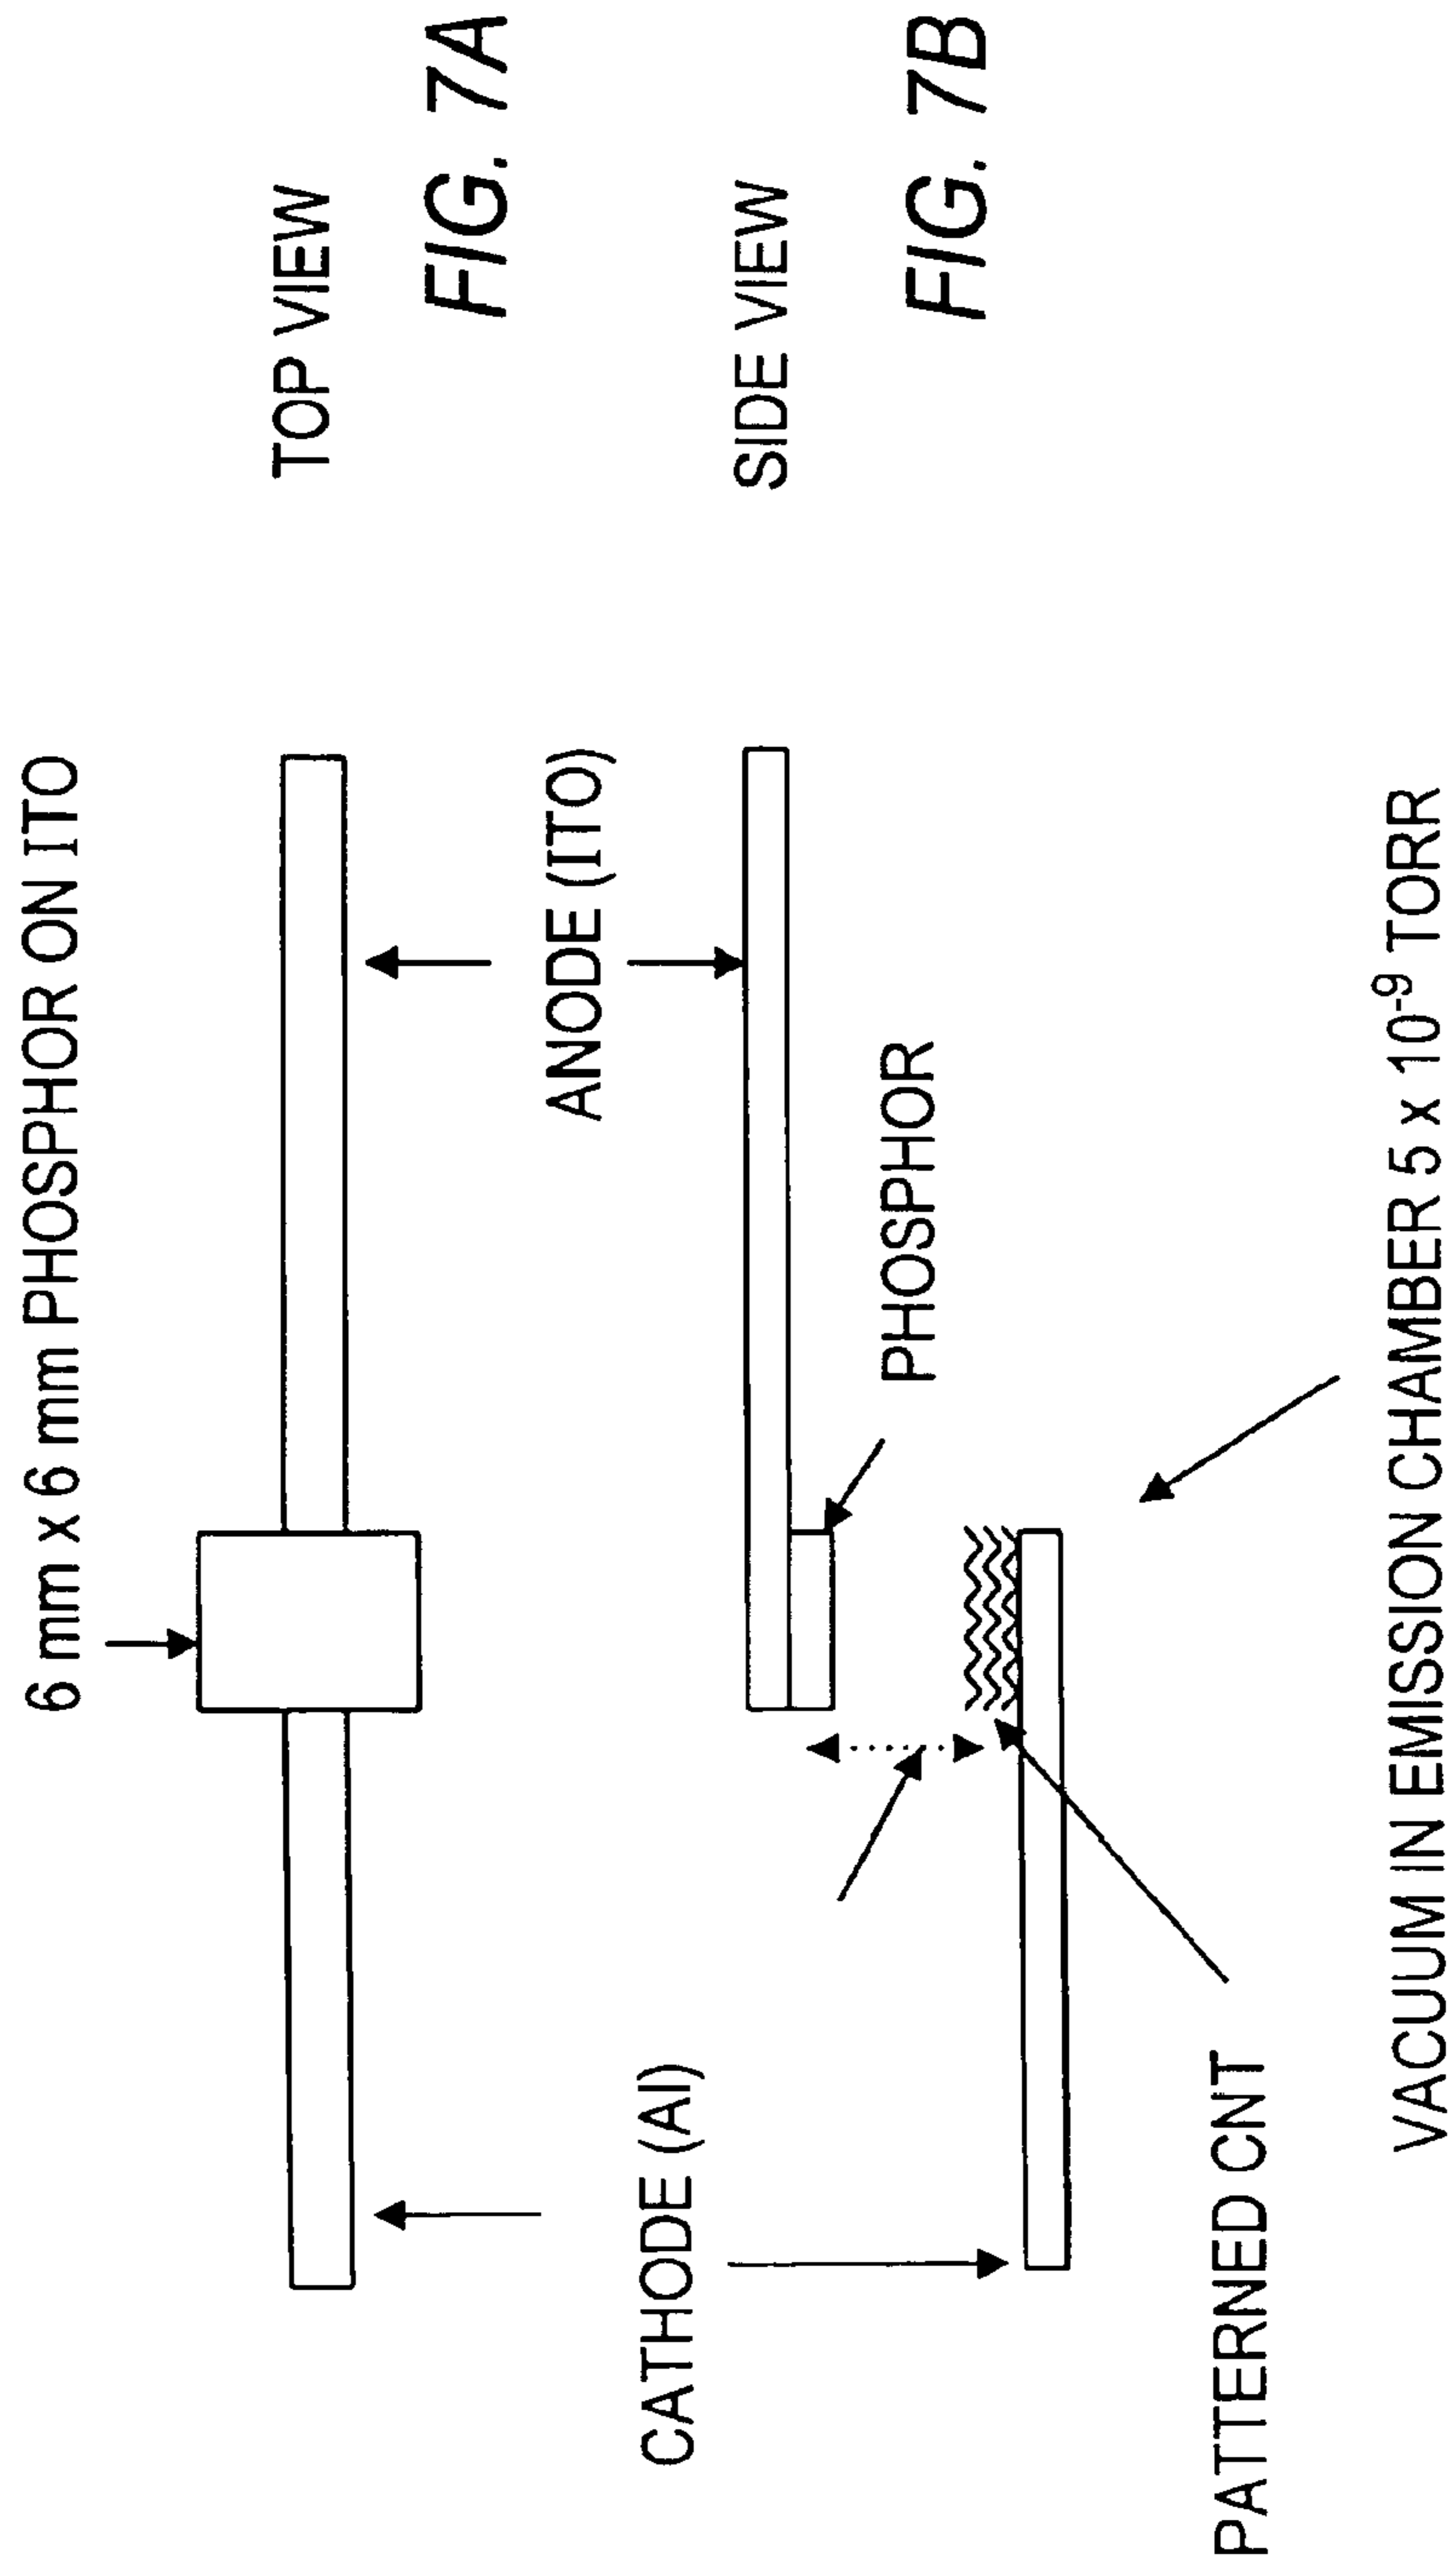 6 mm x 6 mm PHOSPHOR ON ITO
TOP VIEW
FIG. 7A
ANODE (ITO)
CATHODE (Al)
SIDE VIEW
PHOSPHOR
FIG. 7B
PATTERNED CNT
VACUUM IN EMISSION CHAMBER 5 x 10⁻⁹ TORR